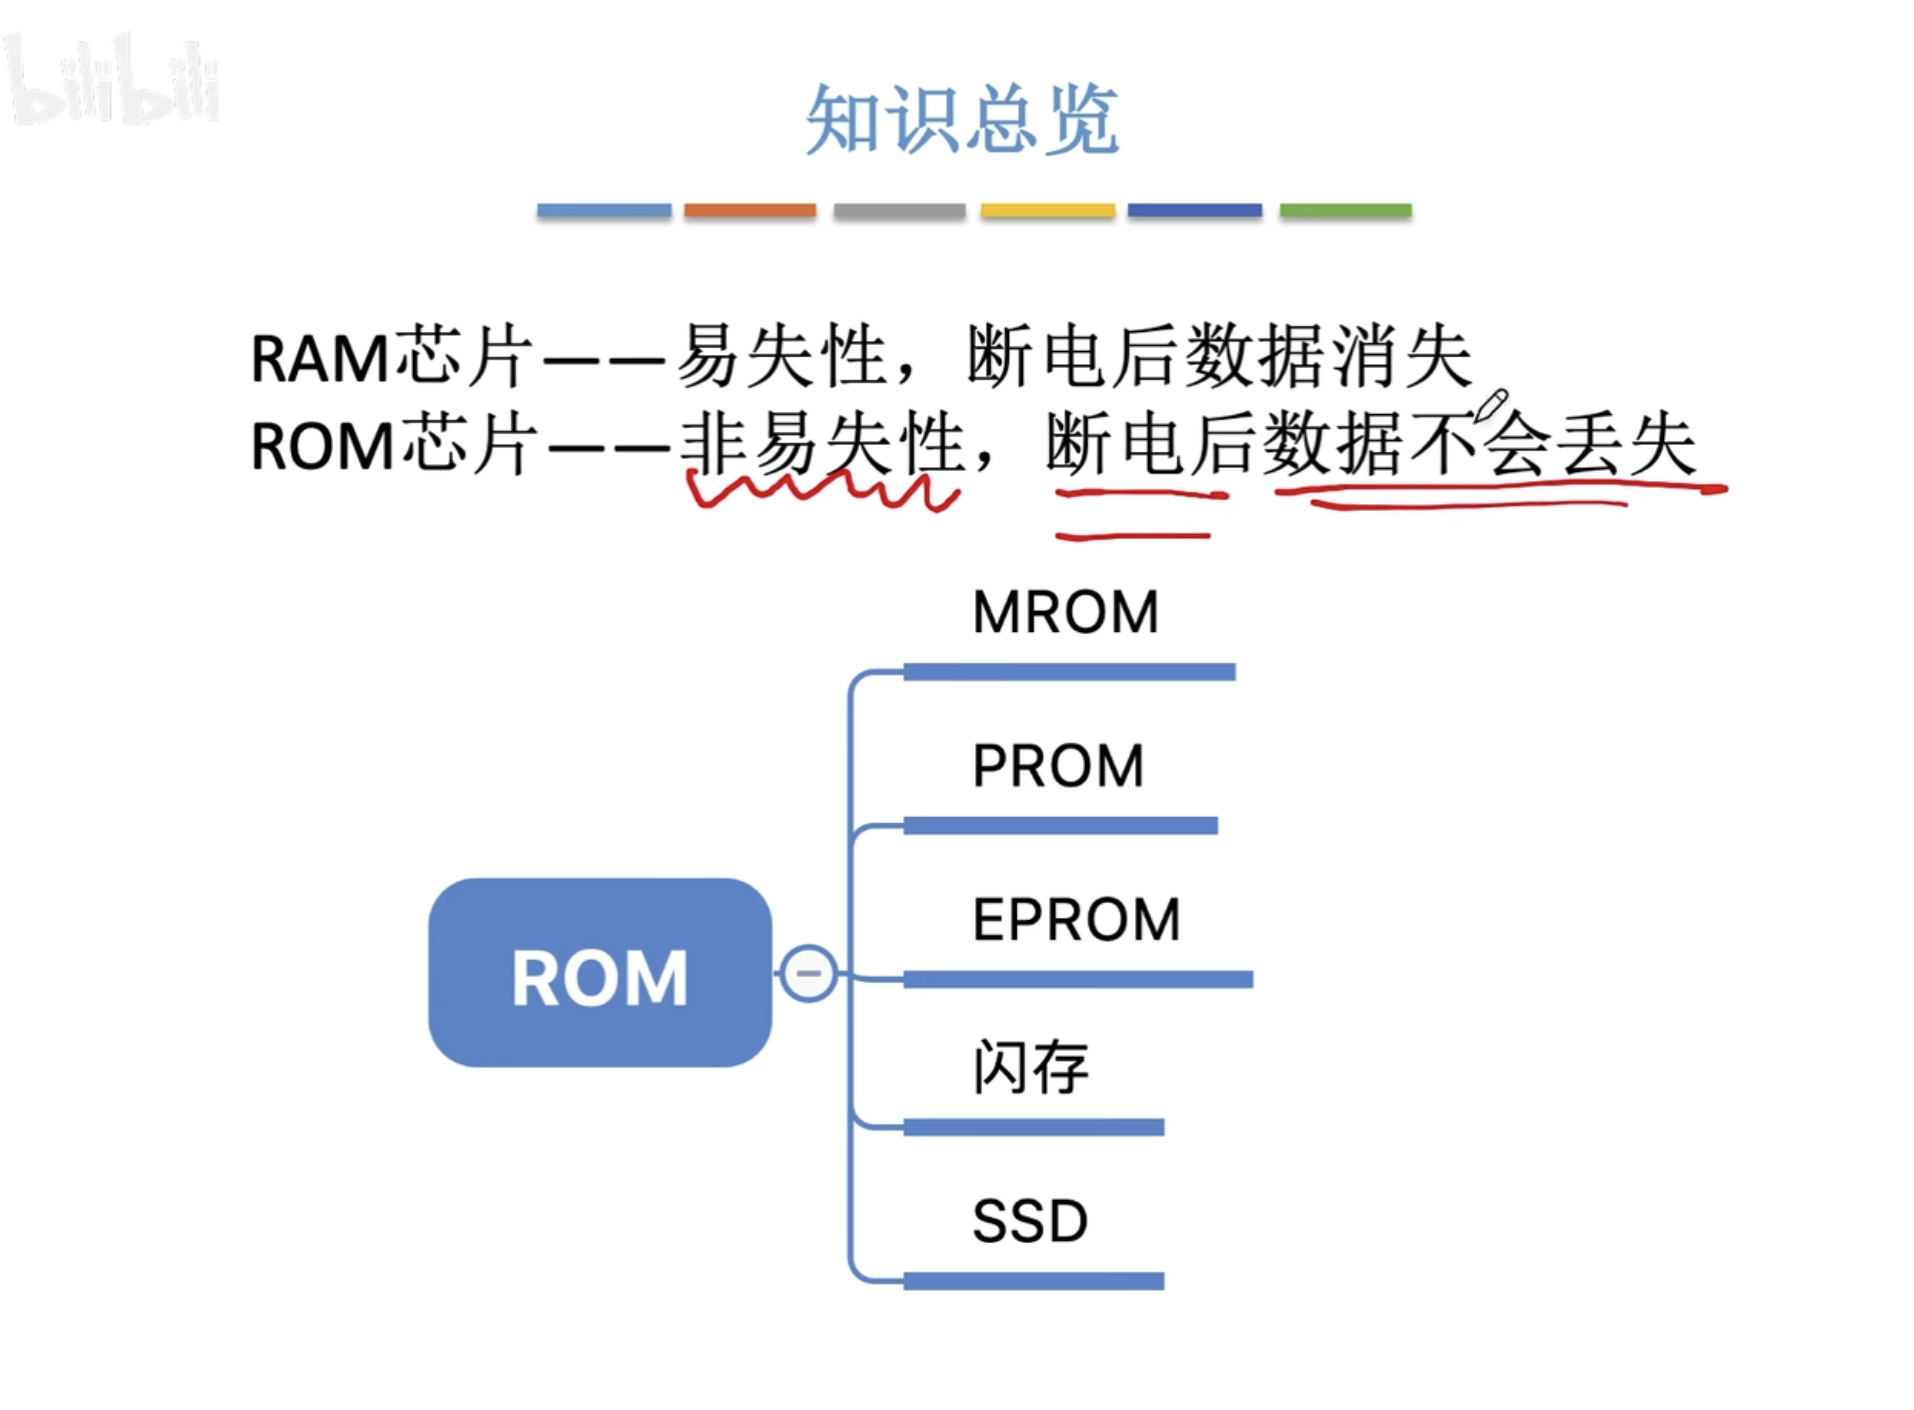 bilibili
知识总览
RAM芯片——易失性，断电后数据消失
ROM芯片——非易失性，断电后数据不会丢失
MROM
PROM
EPROM
ROM
闪存
SSD